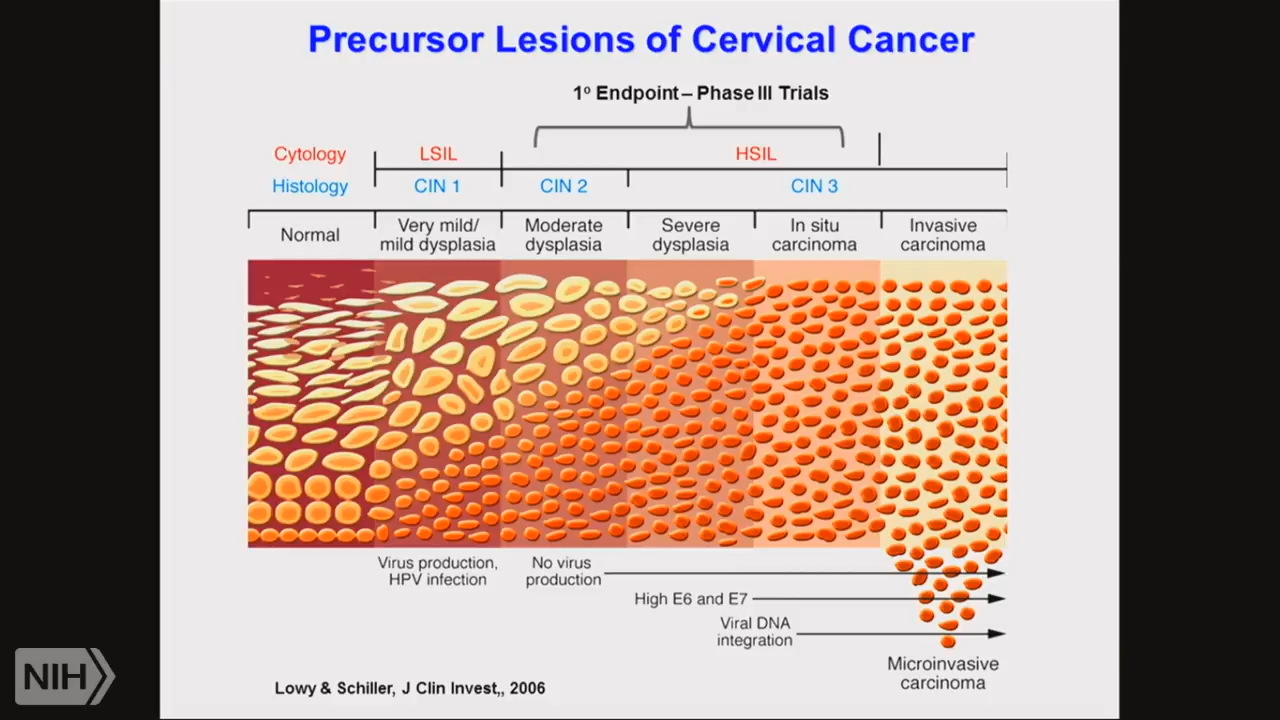 Precursor Lesions of Cervical Cancer
1º Endpoint – Phase III Trials
Cytology LSIL HSIL
Histology CIN 1 CIN 2 CIN 3
Normal
Very mild/
mild dysplasia
Moderate
dysplasia
Severe
dysplasia
In situ
carcinoma
Invasive
carcinoma
Virus production,
HPV infection
No virus
production
High E6 and E7
Viral DNA
integration
Microinvasive
carcinoma
NIH
Lowy & Schiller, J Clin Invest,, 2006